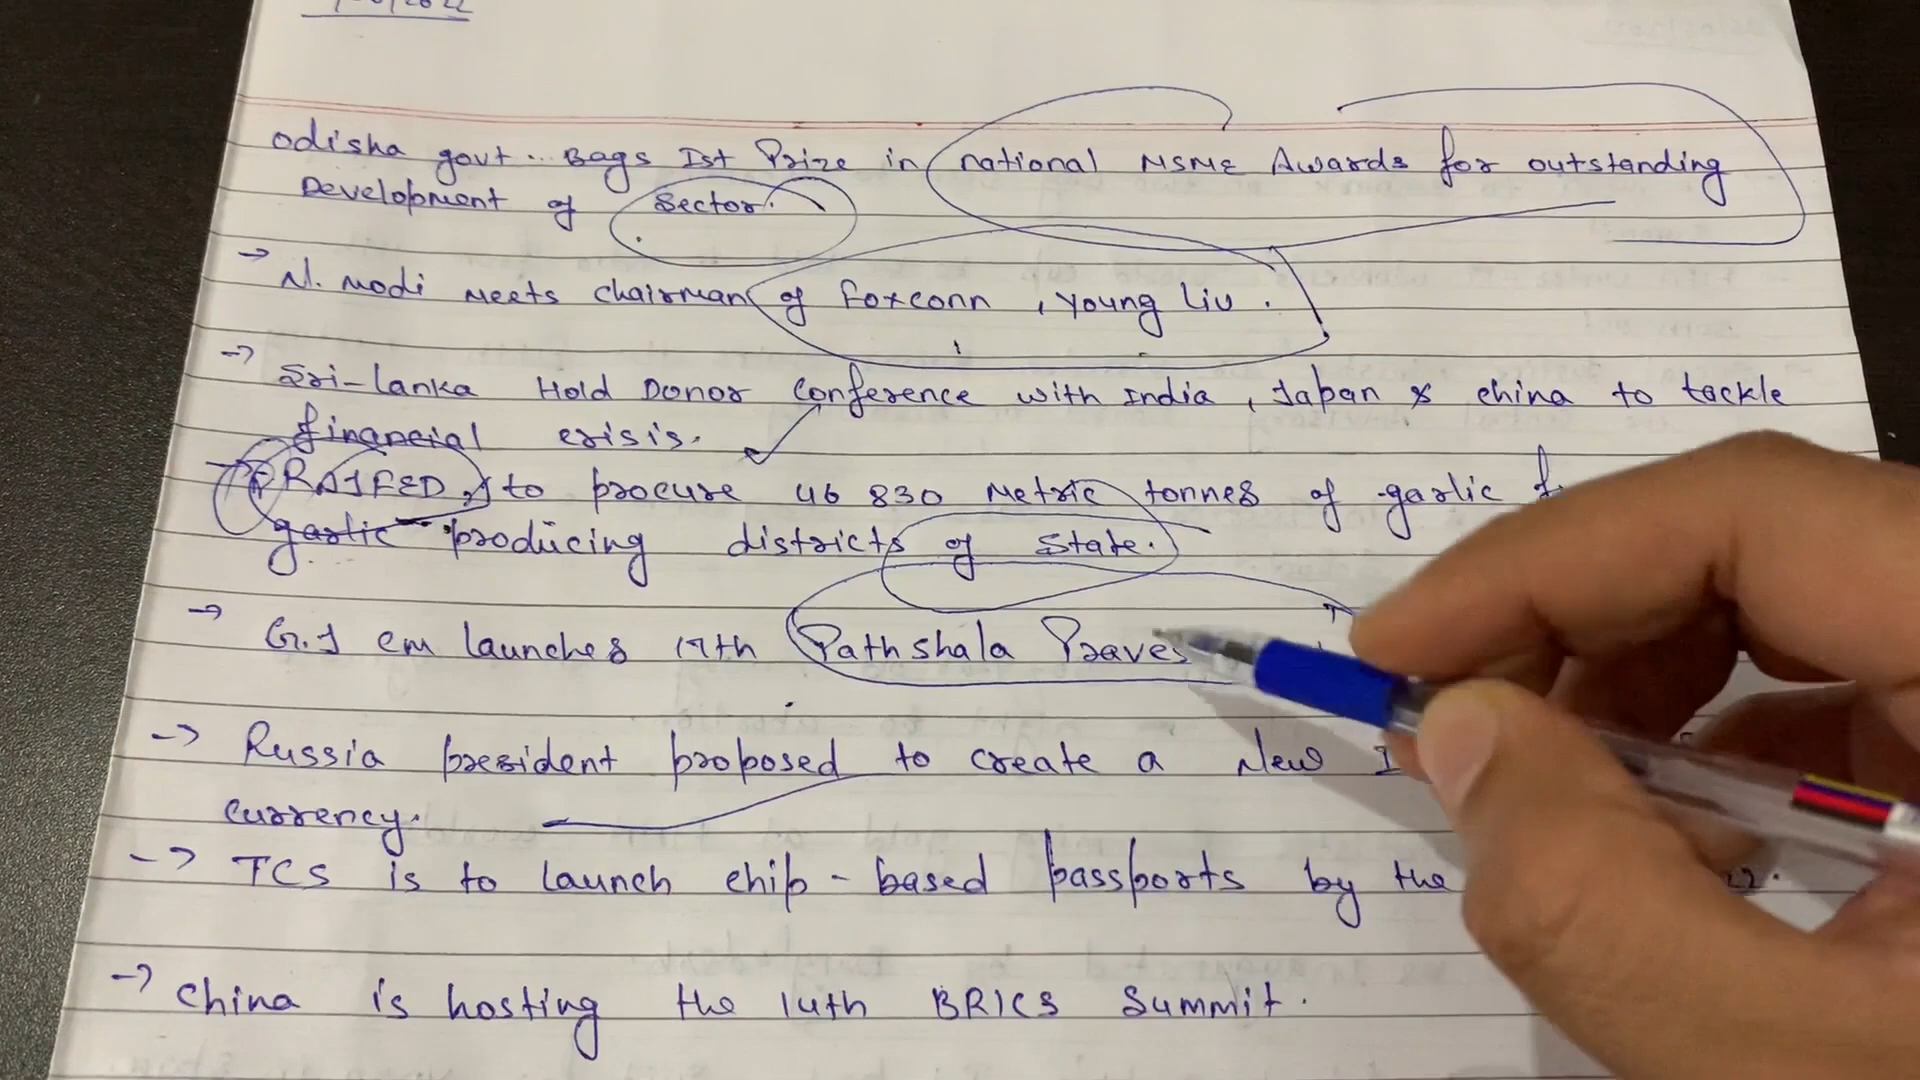 Odisha govt.. Bags Ist Prize in national MSME Awards for outstanding
Development of Sector.
→ N. Modi Meets Chairman of Foxconn, Young Liu.
→ Sri-Lanka Hold Donor Conference with India, Japan & China to tackle
financial crisis.
→ RAJFED, to procure 46 830 Metric tonnes of garlic
garlic producing districts of State.
→ G.J CM launches 17th Pathshala Praves
→ Russia president proposed to create a New
currency.
→ TCS is to launch chip-based passports by the
→ China is hosting the 14th BRICS Summit.